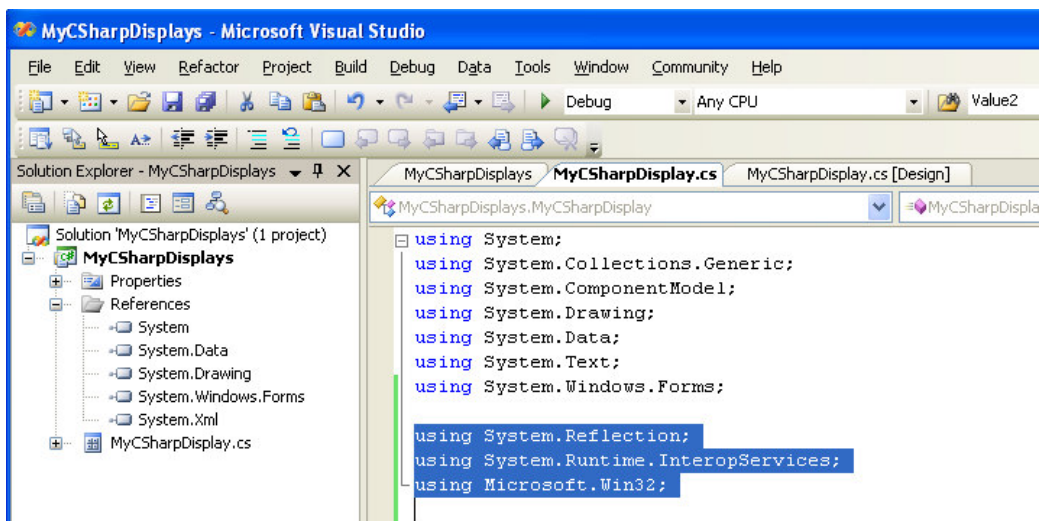 MyCSharpDisplays - Microsoft Visual Studio
File Edit View Refactor Project Build Debug Data Tools Window Community Help
Debug Any CPU Value2
Solution Explorer - MyCSharpDisplays
MyCSharpDisplays MyCSharpDisplay.cs MyCSharpDisplay.cs [Design]
MyCSharpDisplays.MyCSharpDisplay MyCSharpDispla
Solution 'MyCSharpDisplays' (1 project)
MyCSharpDisplays
Properties
References
System
System.Data
System.Drawing
System.Windows.Forms
System.Xml
MyCSharpDisplay.cs
using System;
using System.Collections.Generic;
using System.ComponentModel;
using System.Drawing;
using System.Data;
using System.Text;
using System.Windows.Forms;
using System.Reflection;
using System.Runtime.InteropServices;
using Microsoft.Win32;